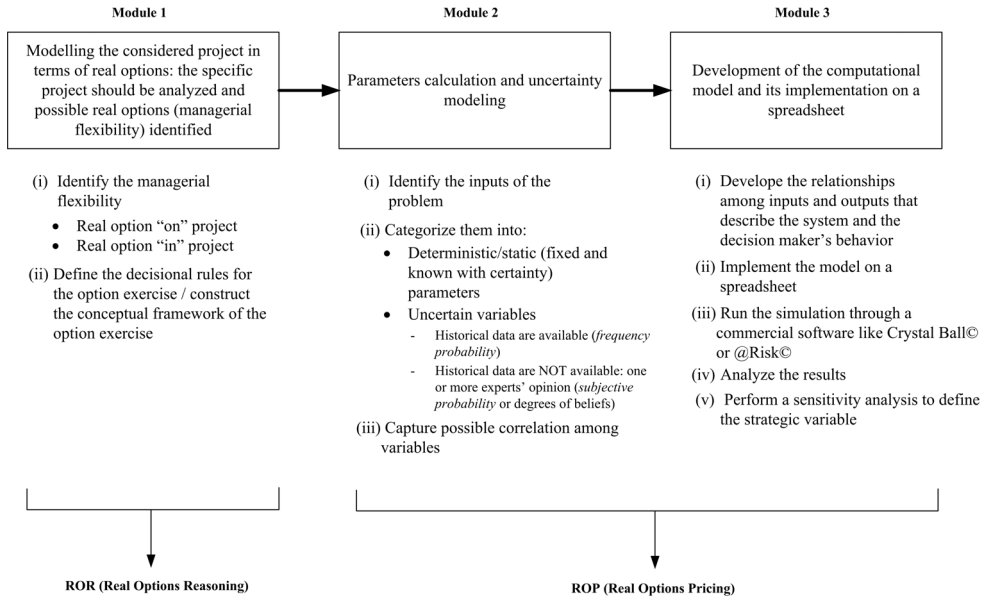 Module 1
Modelling the considered project in
terms of real options: the specific
project should be analyzed and
possible real options (managerial
flexibility) identified
(i) Identify the managerial
flexibility
• Real option “on” project
• Real option “in” project
(ii) Define the decisional rules for
the option exercise / construct
the conceptual framework of the
option exercise
ROR (Real Options Reasoning)
Module 2
Parameters calculation and uncertainty
modeling
(i) Identify the inputs of the
problem
(ii) Categorize them into:
• Deterministic/static (fixed and
known with certainty)
parameters
• Uncertain variables
- Historical data are available (frequency
probability)
- Historical data are NOT available: one
or more experts’ opinion (subjective
probability or degrees of beliefs)
(iii) Capture possible correlation among
variables
Module 3
Development of the computational
model and its implementation on a
spreadsheet
(i) Develope the relationships
among inputs and outputs that
describe the system and the
decision maker’s behavior
(ii) Implement the model on a
spreadsheet
(iii) Run the simulation through a
commercial software like Crystal Ball©
or @Risk©
(iv) Analyze the results
(v) Perform a sensitivity analysis to define
the strategic variable
ROP (Real Options Pricing)